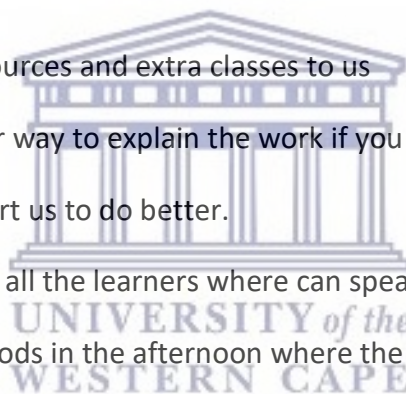 urces and extra classes to us
r way to explain the work if you
rt us to do better.
all the learners where can spea
UNIVERSITY of the
ods in the afternoon where the
WESTERN CAPE